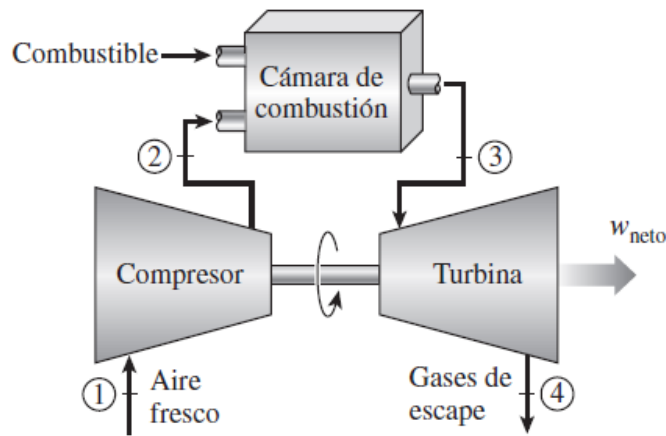 Combustible
Cámara de
combustión
②
③
w neto
Compresor
Turbina
①
Aire
fresco
Gases de
escape
④